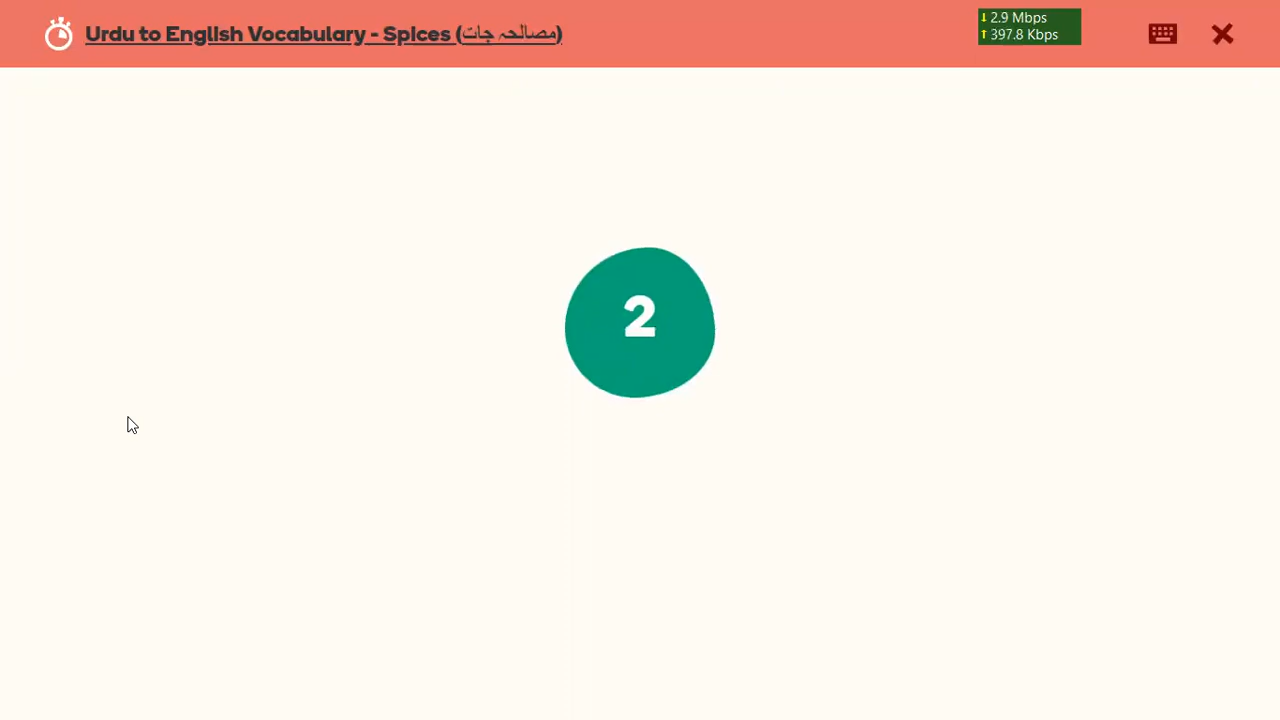 Urdu to English Vocabulary - Spices (مصالحہ جات)
↓ 2.9 Mbps
↑ 397.8 Kbps
2